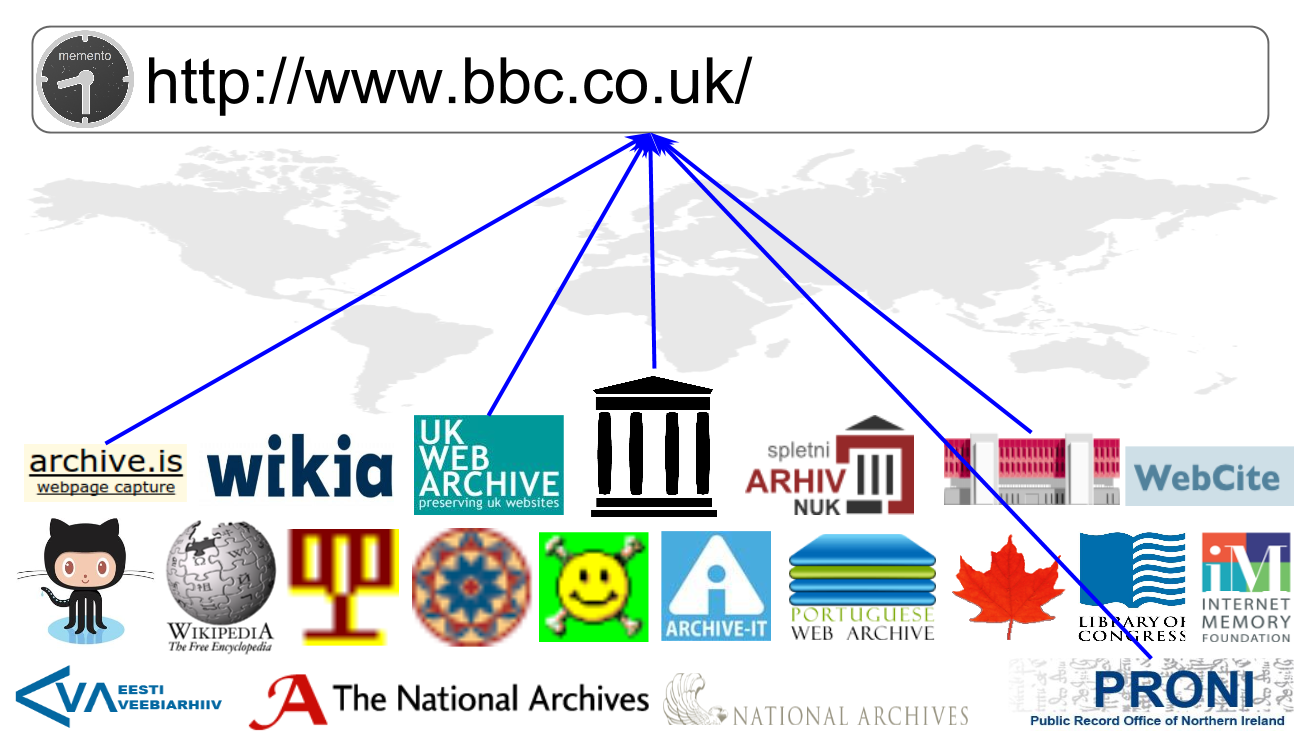 memento
http://www.bbc.co.uk/
archive.is
webpage capture
wikia
UK
WEB
ARCHIVE
preserving uk websites
spletni
ARHIV
NUK
WebCite
WIKIPEDIA
The Free Encyclopedia
ARCHIVE-IT
PORTUGUESE
WEB ARCHIVE
LIBRARY OF
CONGRESS
iM
INTERNET
MEMORY
FOUNDATION
EESTI
VEEBIARHIIV
The National Archives
NATIONAL ARCHIVES
PRONI
Public Record Office of Northern Ireland